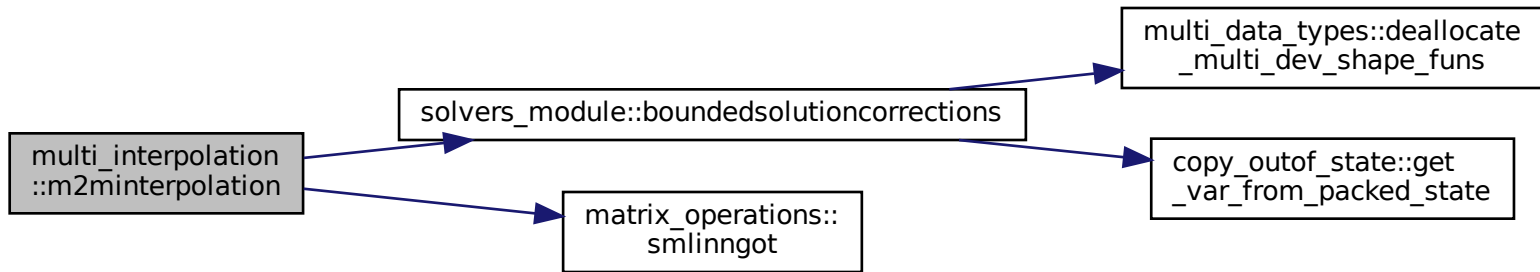 multi_interpolation
::m2minterpolation
solvers_module::boundedsolutioncorrections
matrix_operations::
smlinngot
multi_data_types::deallocate
_multi_dev_shape_funs
copy_outof_state::get
_var_from_packed_state